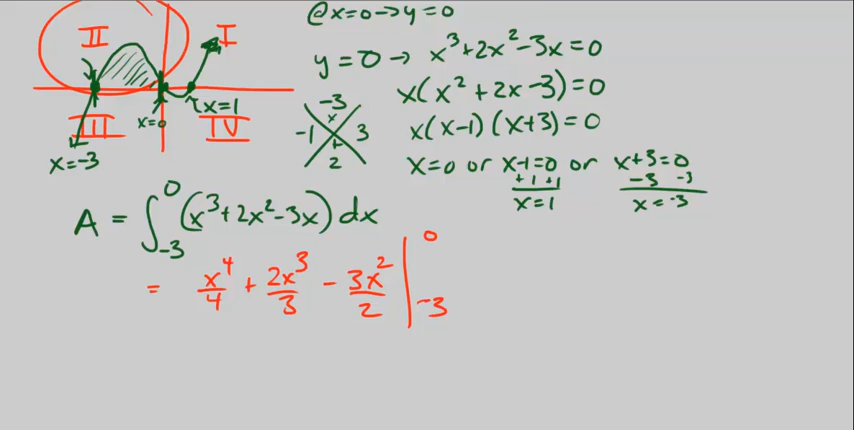 @x=0→y=0
II
I
y=0→ x³+2x²-3x=0
x(x²+2x-3)=0
x=1
x=0
-3
x
-1 3
+
2
x(x-1)(x+3)=0
III
IV
x=-3
x=0 or x-1=0 or x+3=0
+1 +1 -3 -3
x=1 x=-3
A = ∫₋₃⁰ (x³+2x²-3x) dx
= x⁴/4 + 2x³/3 - 3x²/2 |₋₃⁰